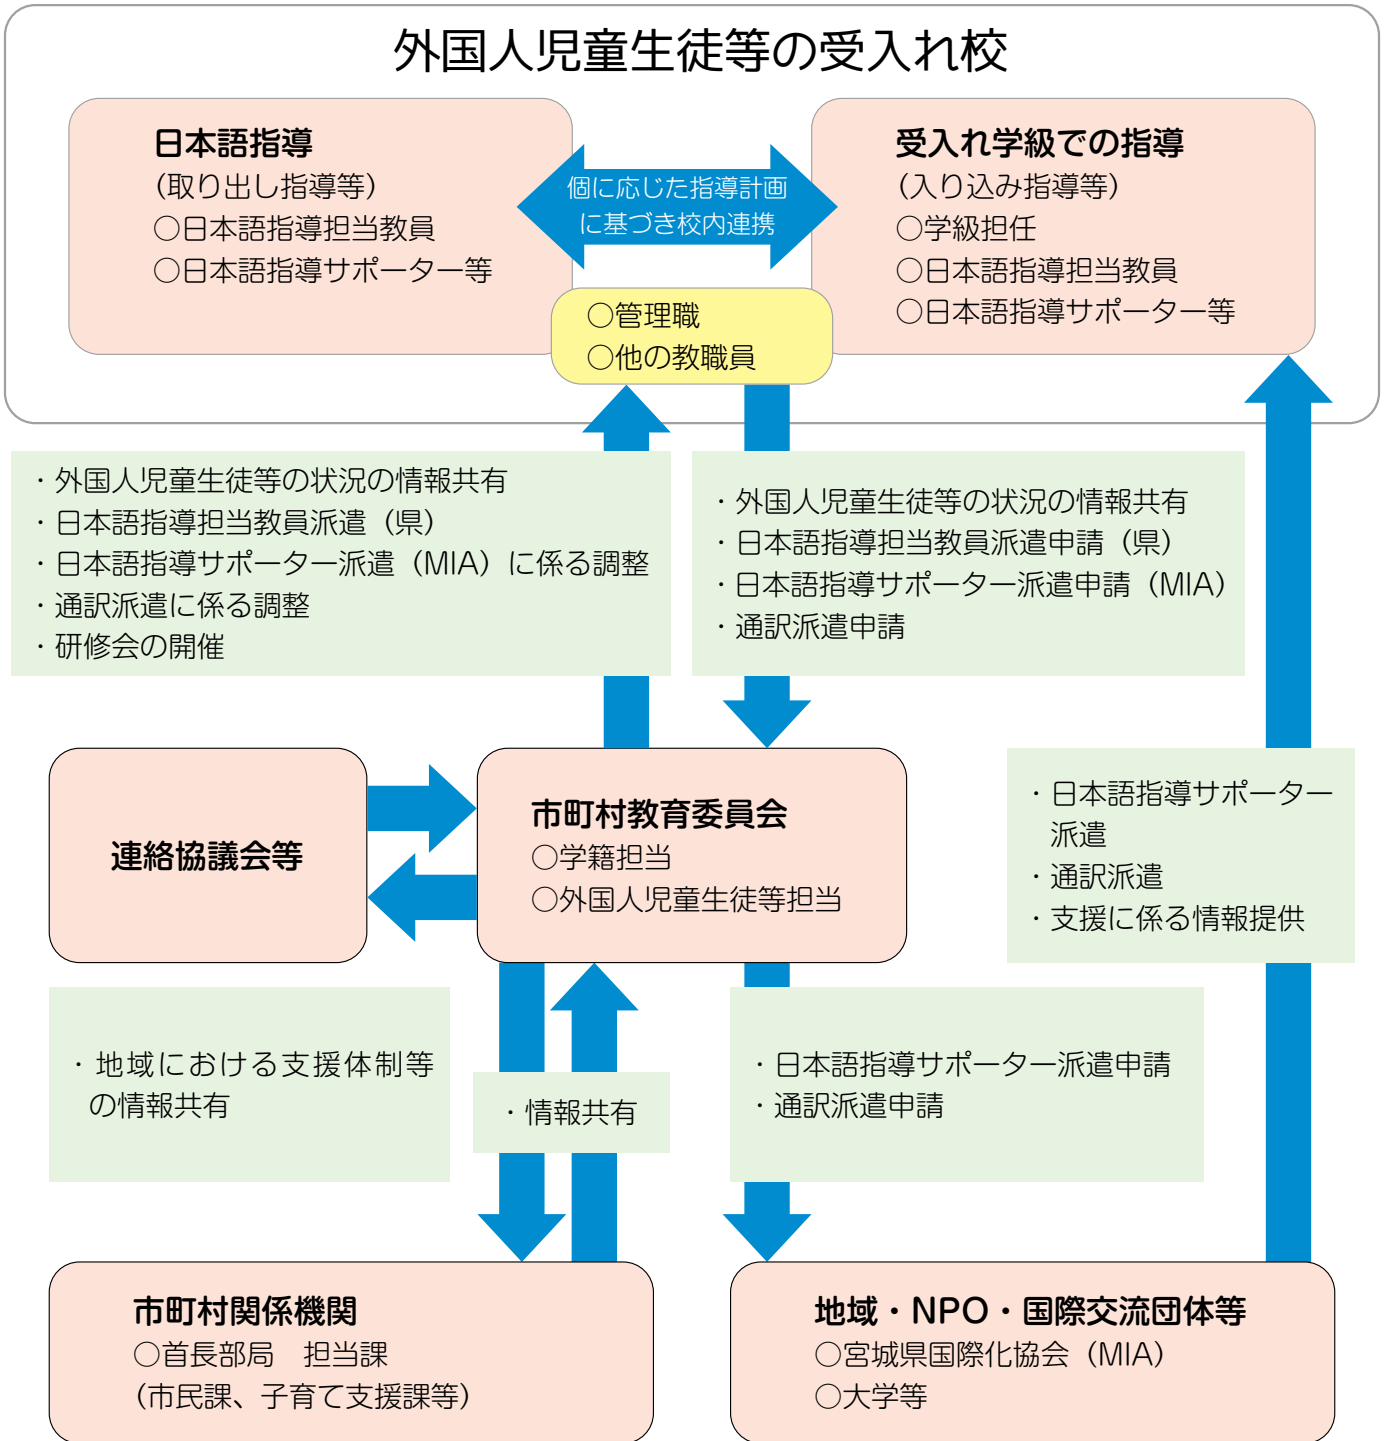 外国人児童生徒等の受入れ校
日本語指導
（取り出し指導等）
○日本語指導担当教員
○日本語指導サポーター等
個に応じた指導計画
に基づき校内連携
受入れ学級での指導
（入り込み指導等）
○学級担任
○日本語指導担当教員
○日本語指導サポーター等
○管理職
○他の教職員
・外国人児童生徒等の状況の情報共有
・日本語指導担当教員派遣（県）
・日本語指導サポーター派遣（MIA）に係る調整
・通訳派遣に係る調整
・研修会の開催
・外国人児童生徒等の状況の情報共有
・日本語指導担当教員派遣申請（県）
・日本語指導サポーター派遣申請（MIA）
・通訳派遣申請
連絡協議会等
市町村教育委員会
○学籍担当
○外国人児童生徒等担当
・日本語指導サポーター
派遣
・通訳派遣
・支援に係る情報提供
・地域における支援体制等
の情報共有
・情報共有
・日本語指導サポーター派遣申請
・通訳派遣申請
市町村関係機関
○首長部局　担当課
（市民課、子育て支援課等）
地域・NPO・国際交流団体等
○宮城県国際化協会（MIA）
○大学等